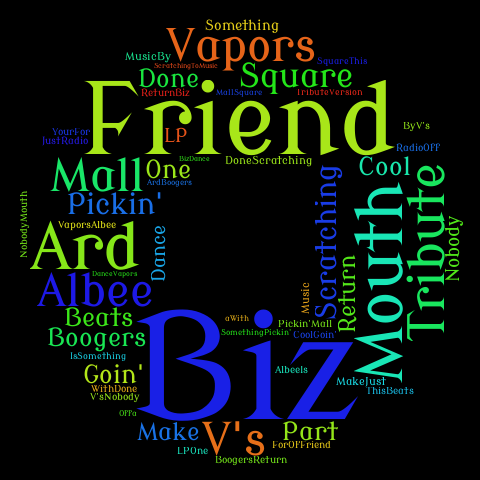 Something
Vapors
MusicBy
ScratchingToMusic
SquareThis
Done
Square
ReturnBiz
MallSquare
TributeVersion
Friend
YourFor
JustRadio
LP
ByV's
RadioOff
BizDance
DoneScratching
Mall
One
Cool
ArdBoogers
Pickin'
Scratching
Mouth
Tribute
NobodyMouth
VaporsAlbee
Ard
Dance
Nobody
Return
DanceVapors
Albee
Music
Biz
Beats
aWith
Pickin'Mall
Boogers
SomethingPickin'
CoolGoin'
IsSomething
Goin'
AlbeeIs
MakeJust
WithDone
ThisBeats
V'sNobody
OffA
Make
V's
Part
ForOfFriend
LPOne
BoogersReturn